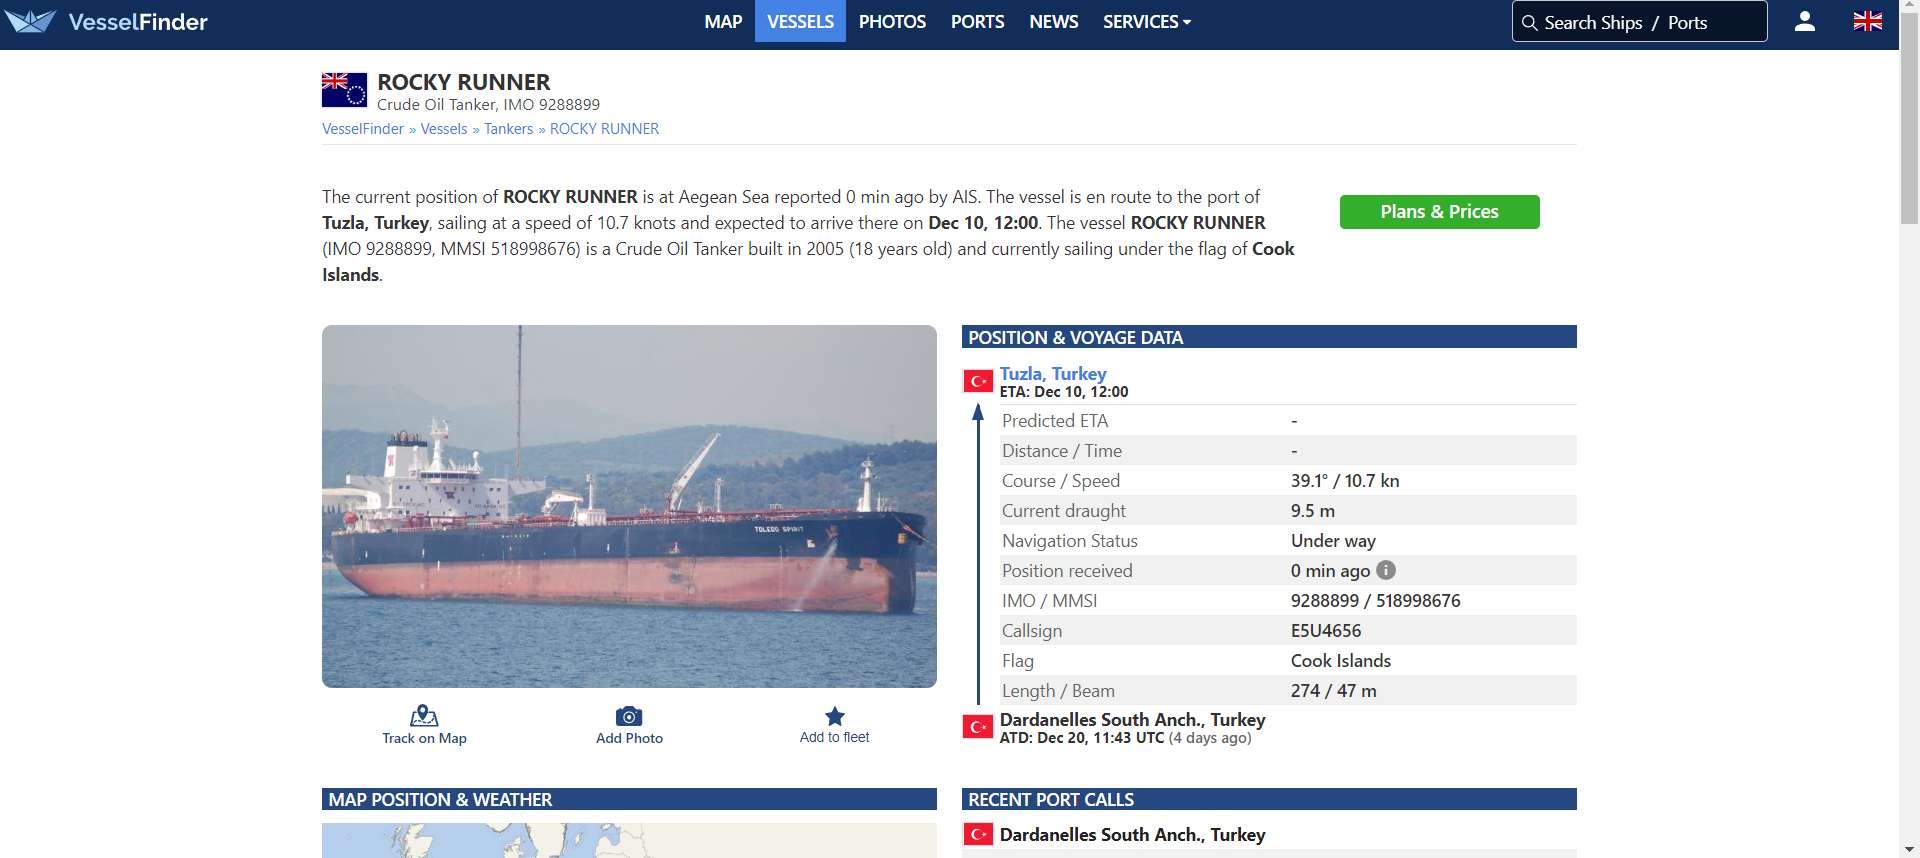 VesselFinder
MAP VESSELS PHOTOS PORTS NEWS SERVICES
Search Ships / Ports
ROCKY RUNNER
Crude Oil Tanker, IMO 9288899
VesselFinder » Vessels » Tankers » ROCKY RUNNER
The current position of ROCKY RUNNER is at Aegean Sea reported 0 min ago by AIS. The vessel is en route to the port of
Tuzla, Turkey, sailing at a speed of 10.7 knots and expected to arrive there on Dec 10, 12:00. The vessel ROCKY RUNNER
(IMO 9288899, MMSI 518998676) is a Crude Oil Tanker built in 2005 (18 years old) and currently sailing under the flag of Cook
Islands.
Plans & Prices
TOLEDO SPIRIT
Track on Map
Add Photo
Add to fleet
POSITION & VOYAGE DATA
Tuzla, Turkey
ETA: Dec 10, 12:00
Predicted ETA -
Distance / Time -
Course / Speed 39.1° / 10.7 kn
Current draught 9.5 m
Navigation Status Under way
Position received 0 min ago
IMO / MMSI 9288899 / 518998676
Callsign E5U4656
Flag Cook Islands
Length / Beam 274 / 47 m
Dardanelles South Anch., Turkey
ATD: Dec 20, 11:43 UTC (4 days ago)
MAP POSITION & WEATHER
RECENT PORT CALLS
Dardanelles South Anch., Turkey